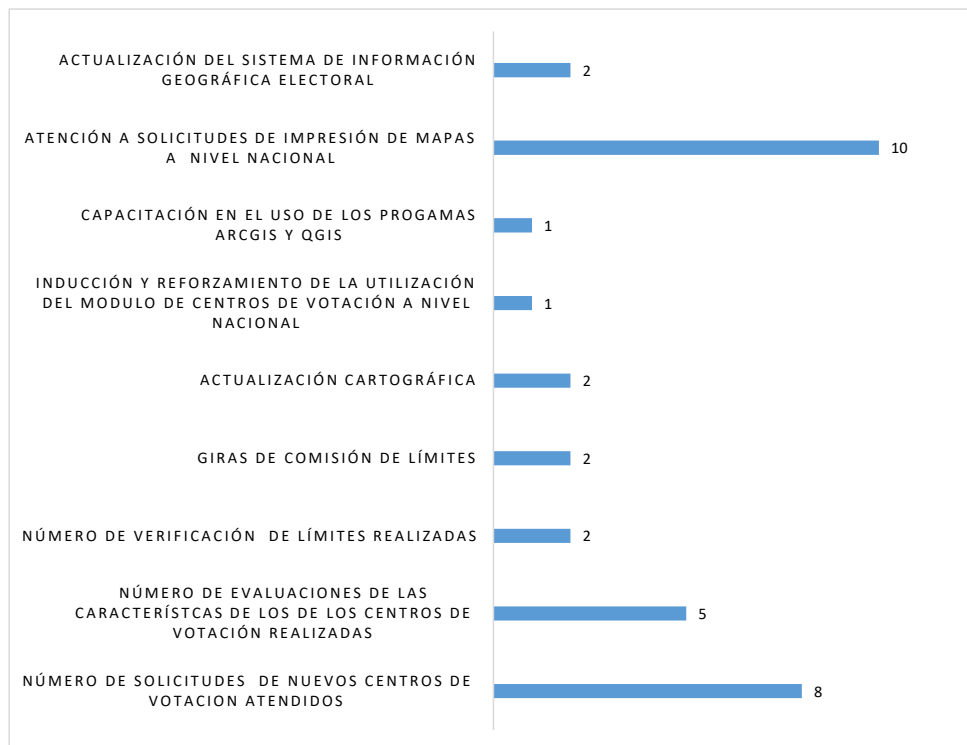 ACTUALIZACIÓN DEL SISTEMA DE INFORMACIÓN
GEOGRÁFICA ELECTORAL
2
ATENCIÓN A SOLICITUDES DE IMPRESIÓN DE MAPAS
A NIVEL NACIONAL
10
CAPACITACIÓN EN EL USO DE LOS PROGAMAS
ARCGIS Y QGIS
1
INDUCCIÓN Y REFORZAMIENTO DE LA UTILIZACIÓN
DEL MODULO DE CENTROS DE VOTACIÓN A NIVEL
NACIONAL
1
ACTUALIZACIÓN CARTOGRÁFICA
2
GIRAS DE COMISIÓN DE LÍMITES
2
NÚMERO DE VERIFICACIÓN DE LÍMITES REALIZADAS
2
NÚMERO DE EVALUACIONES DE LAS
CARACTERÍSTCAS DE LOS DE LOS CENTROS DE
VOTACIÓN REALIZADAS
5
NÚMERO DE SOLICITUDES DE NUEVOS CENTROS DE
VOTACION ATENDIDOS
8